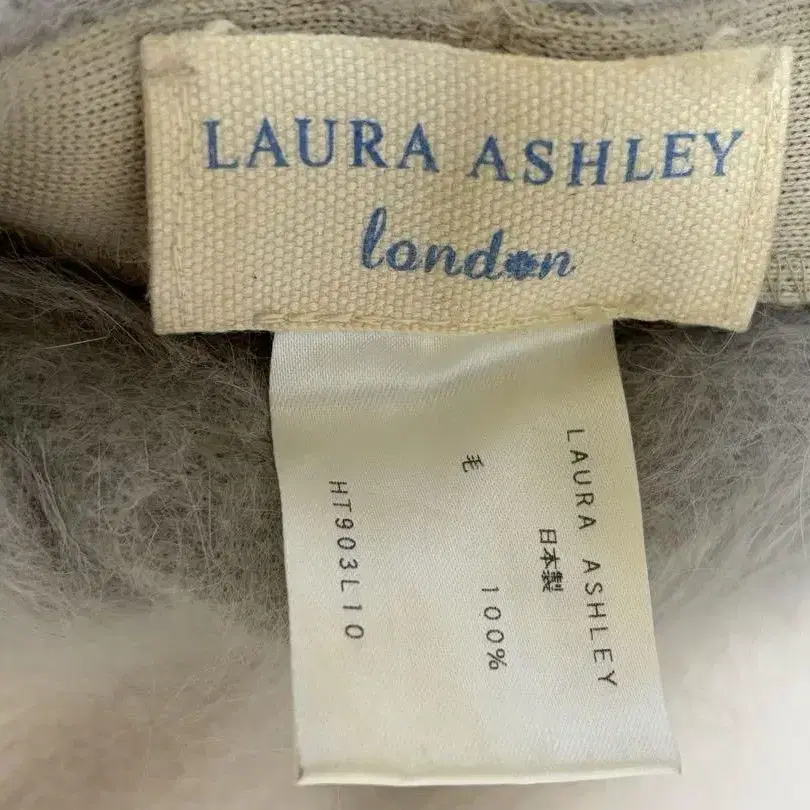 LAURA ASHLEY
london
LAURA ASHLEY
日本製
毛 100%
HT903L10